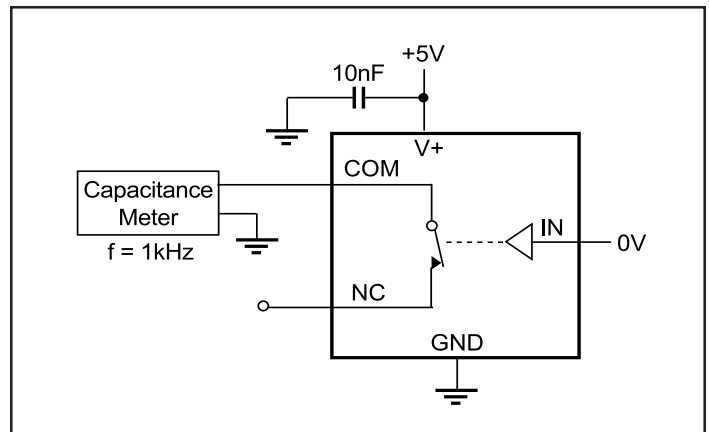 +5V
10nF
V+
COM
Capacitance
Meter
f = 1kHz
IN
0V
NC
GND